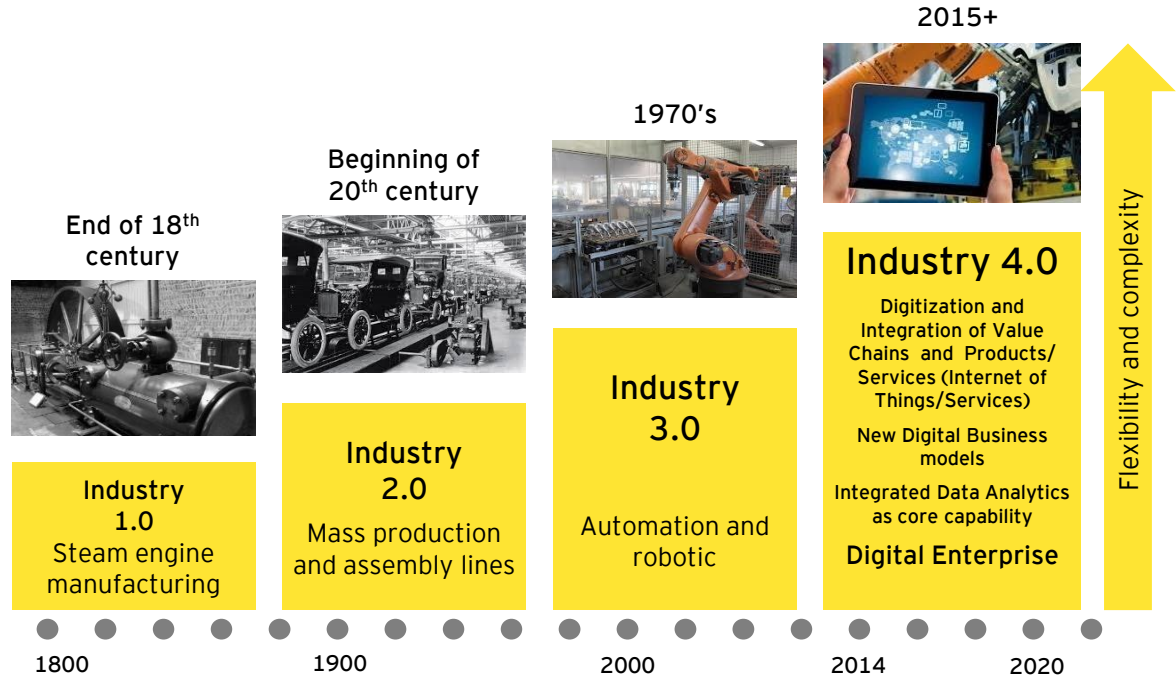 2015+
1970's
Beginning of
20th century
End of 18th
century
Industry
1.0
Steam engine
manufacturing
Industry
2.0
Mass production
and assembly lines
Industry
3.0
Automation and
robotic
Industry 4.0
Digitization and
Integration of Value
Chains and Products/
Services (Internet of
Things/Services)
New Digital Business
models
Integrated Data Analytics
as core capability
Digital Enterprise
Flexibility and complexity
1800
1900
2000
2014
2020